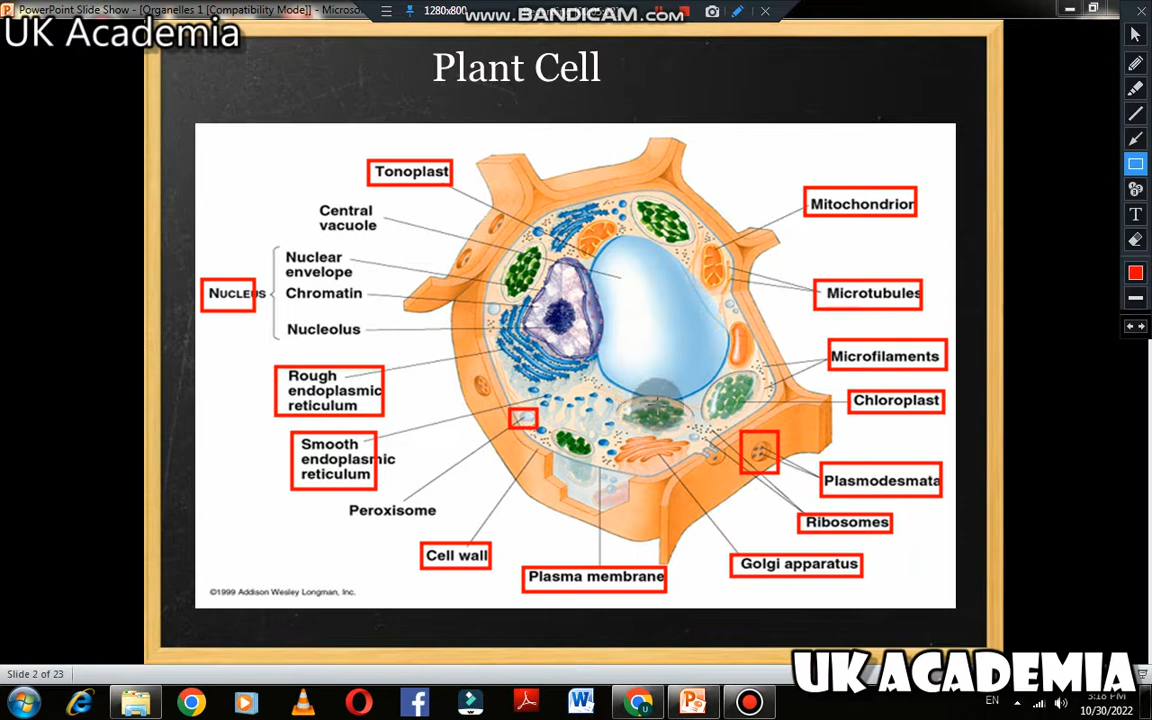 PowerPoint Slide Show - [Organelles 1 [Compatibility Mode]] - Microso
1280x800
WWW.BANDICAM.COM
UK Academia
Plant Cell
Tonoplast
Central
vacuole
Nuclear
envelope
NUCLEUS
Chromatin
Nucleolus
Rough
endoplasmic
reticulum
Smooth
endoplasmic
reticulum
Peroxisome
Cell wall
Plasma membrane
Mitochondrion
Microtubules
Microfilaments
Chloroplast
Plasmodesmata
Ribosomes
Golgi apparatus
©1999 Addison Wesley Longman, Inc.
Slide 2 of 23
UK ACADEMIA
EN
5:18 PM
10/30/2022